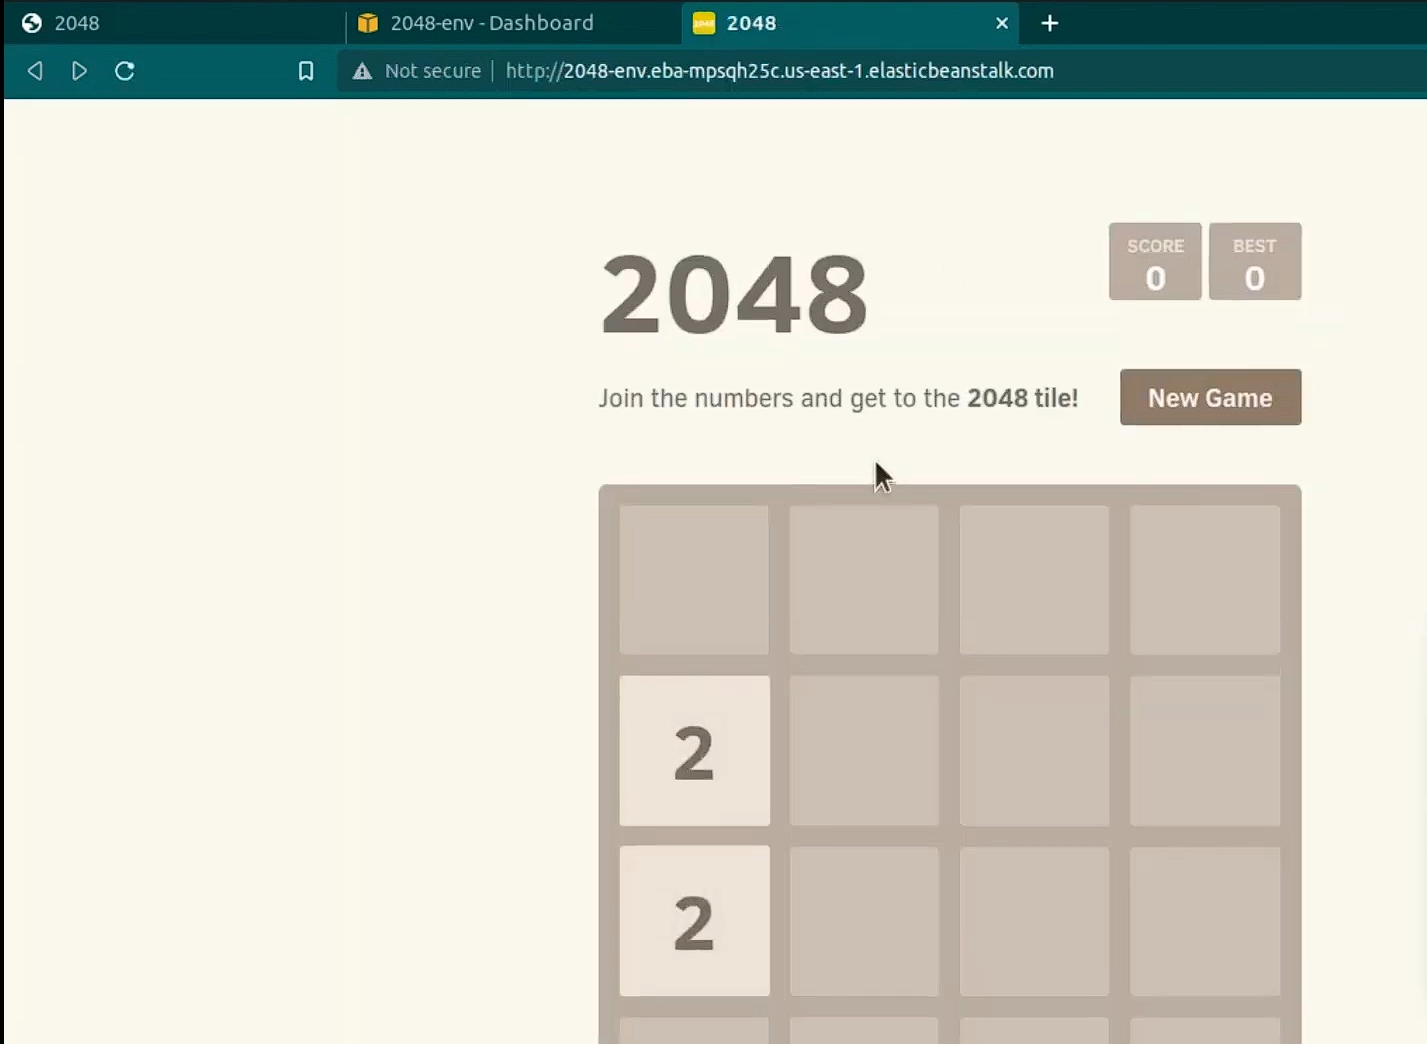 2048
2048-env - Dashboard
2048
Not secure
http://2048-env.eba-mpsqh25c.us-east-1.elasticbeanstalk.com
2048
SCORE
0
BEST
0
Join the numbers and get to the 2048 tile!
New Game
2
2